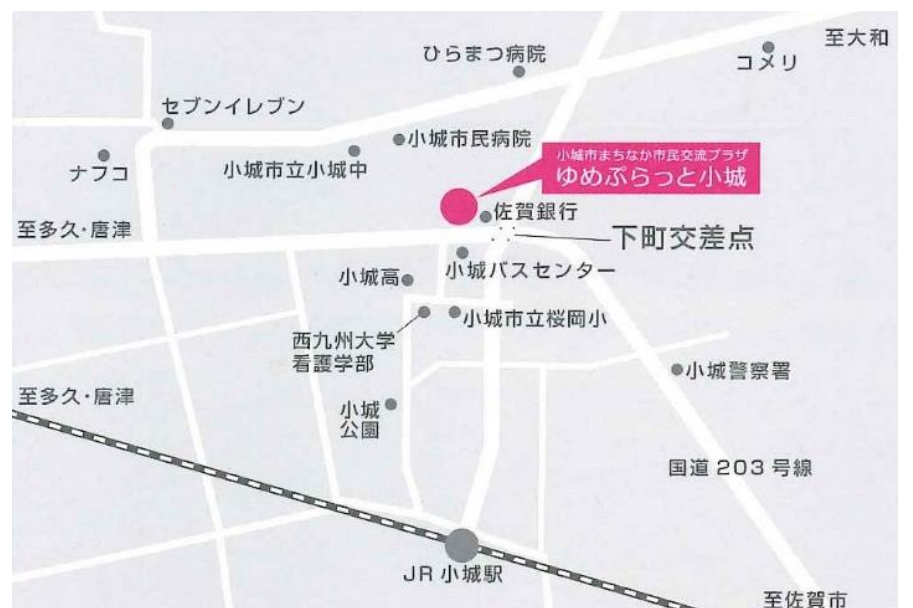 至大和
ひらまつ病院
コメリ
セブンイレブン
小城市民病院
小城市まちなか市民交流プラザ
ゆめぷらっと小城
ナフコ
小城市立小城中
佐賀銀行
至多久・唐津
下町交差点
小城バスセンター
小城高
小城市立桜岡小
西九州大学
看護学部
小城警察署
至多久・唐津
小城
公園
国道203号線
JR小城駅
至佐賀市